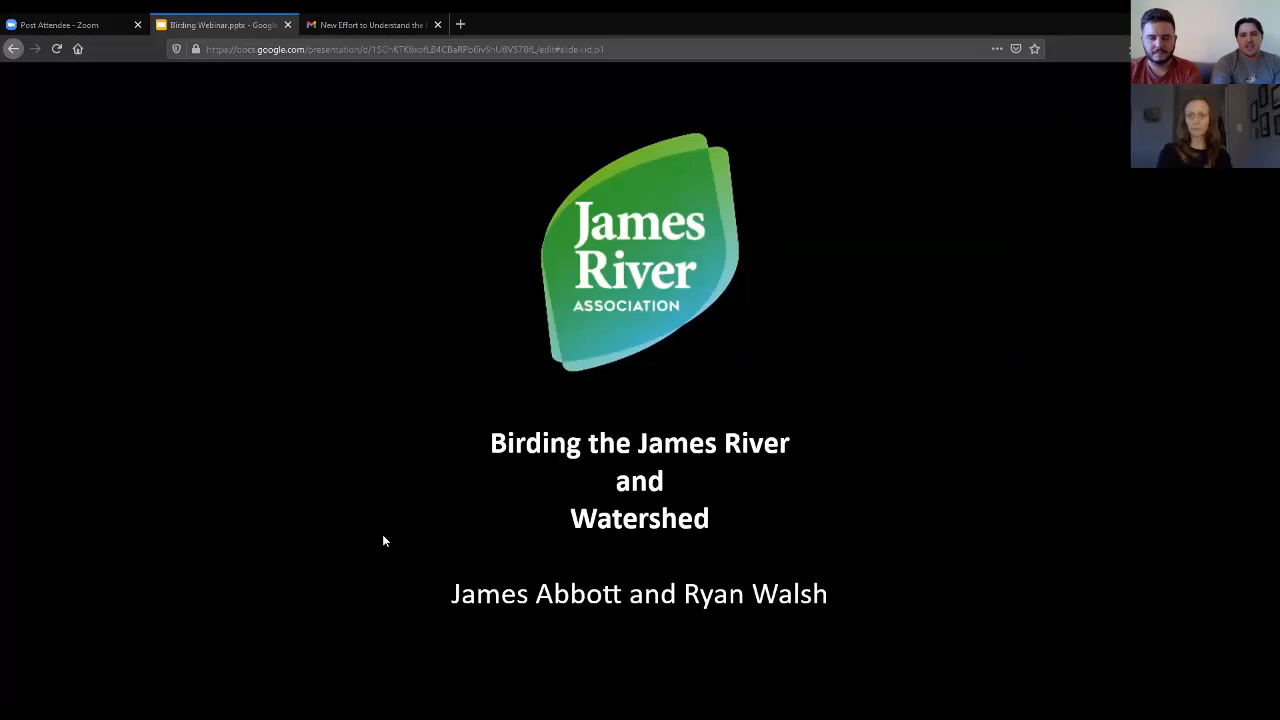 Post Attendee - Zoom
Birding Webinar.pptx - Google
New Effort to Understand the
James
River
ASSOCIATION
Birding the James River
and
Watershed
James Abbott and Ryan Walsh